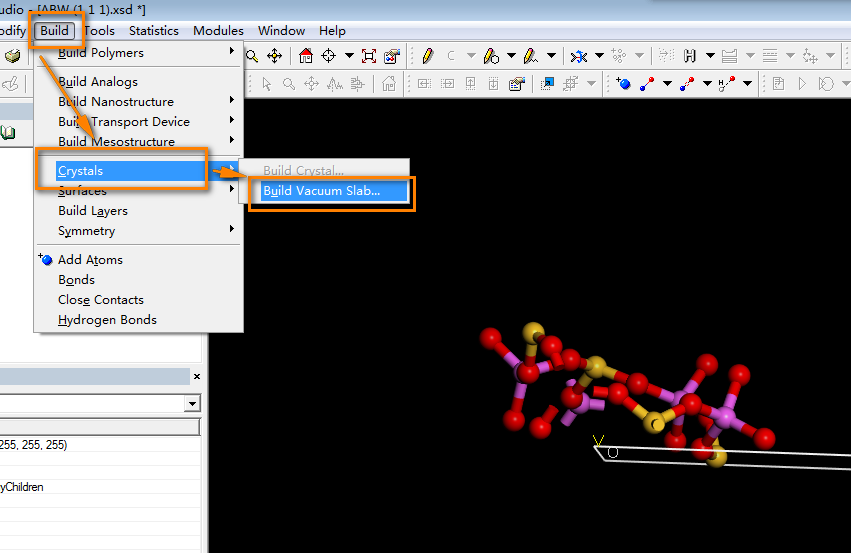 udio - [ABW (1 1 1).xsd *]
odify Build Tools Statistics Modules Window Help
Build Polymers
Build Analogs
Build Nanostructure
Build Transport Device
Build Mesostructure
Crystals
Build Crystal...
Surfaces
Build Vacuum Slab...
Build Layers
Symmetry
Add Atoms
Bonds
Close Contacts
Hydrogen Bonds
C
H
H
255, 255, 255)
yChildren
V
O
C